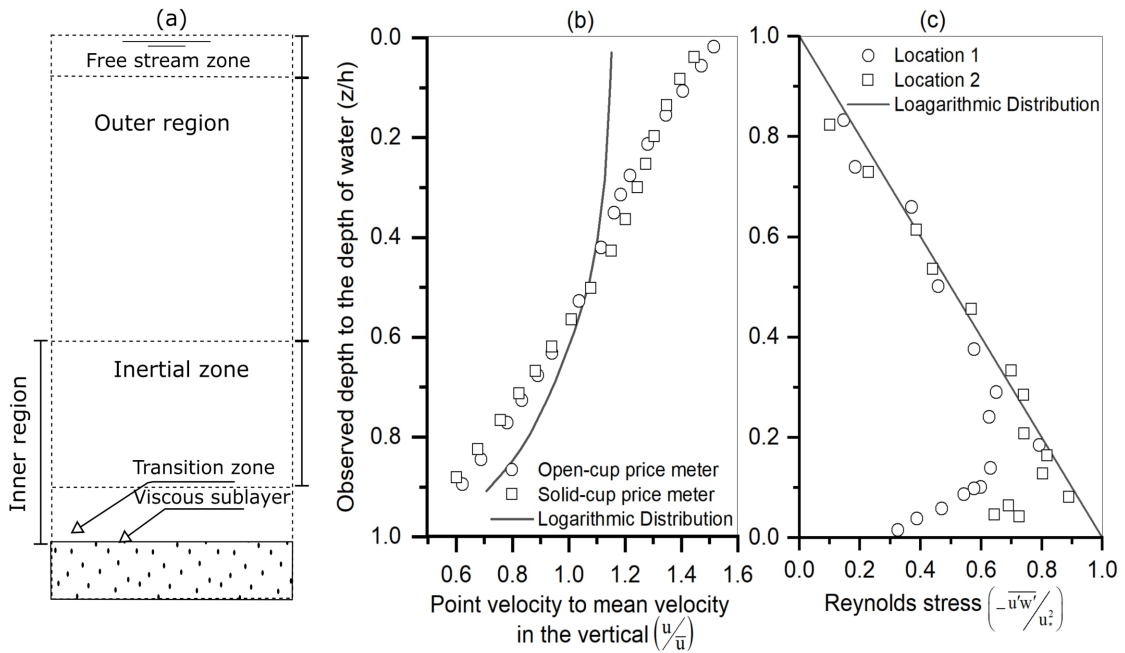 (a)
Free stream zone
Outer region
Inertial zone
Inner region
Transition zone
Viscous sublayer
(b)
Observed depth to the depth of water (z/h)
0.0
0.2
0.4
0.6
0.8
1.0
Open-cup price meter
Solid-cup price meter
Logarithmic Distribution
0.6 0.8 1.0 1.2 1.4 1.6
Point velocity to mean velocity
in the vertical (u/u̅)
(c)
1.0
0.8
0.6
0.4
0.2
0.0
Location 1
Location 2
Loagarithmic Distribution
0.0 0.2 0.4 0.6 0.8 1.0
Reynolds stress (−u'w'/u*²)